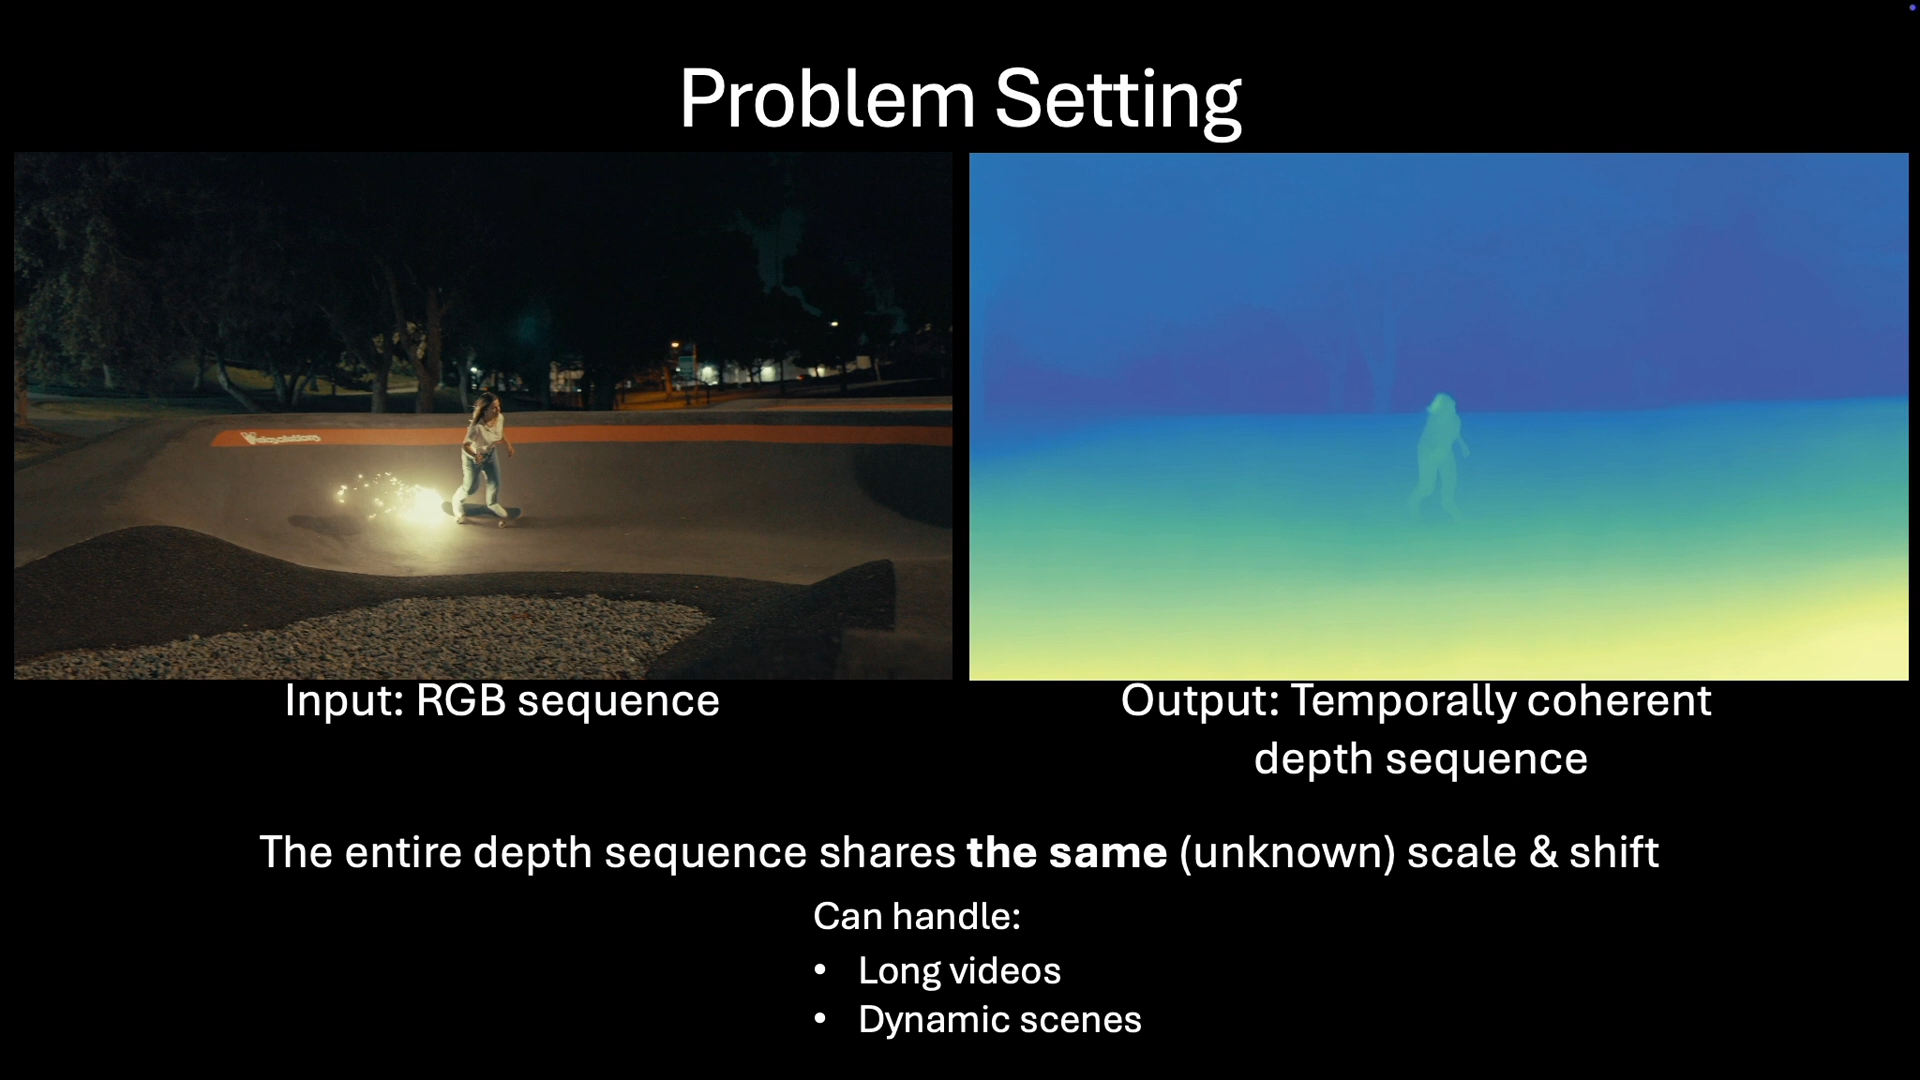 Problem Setting
Input: RGB sequence
Output: Temporally coherent
depth sequence
The entire depth sequence shares the same (unknown) scale & shift
Can handle:
• Long videos
• Dynamic scenes